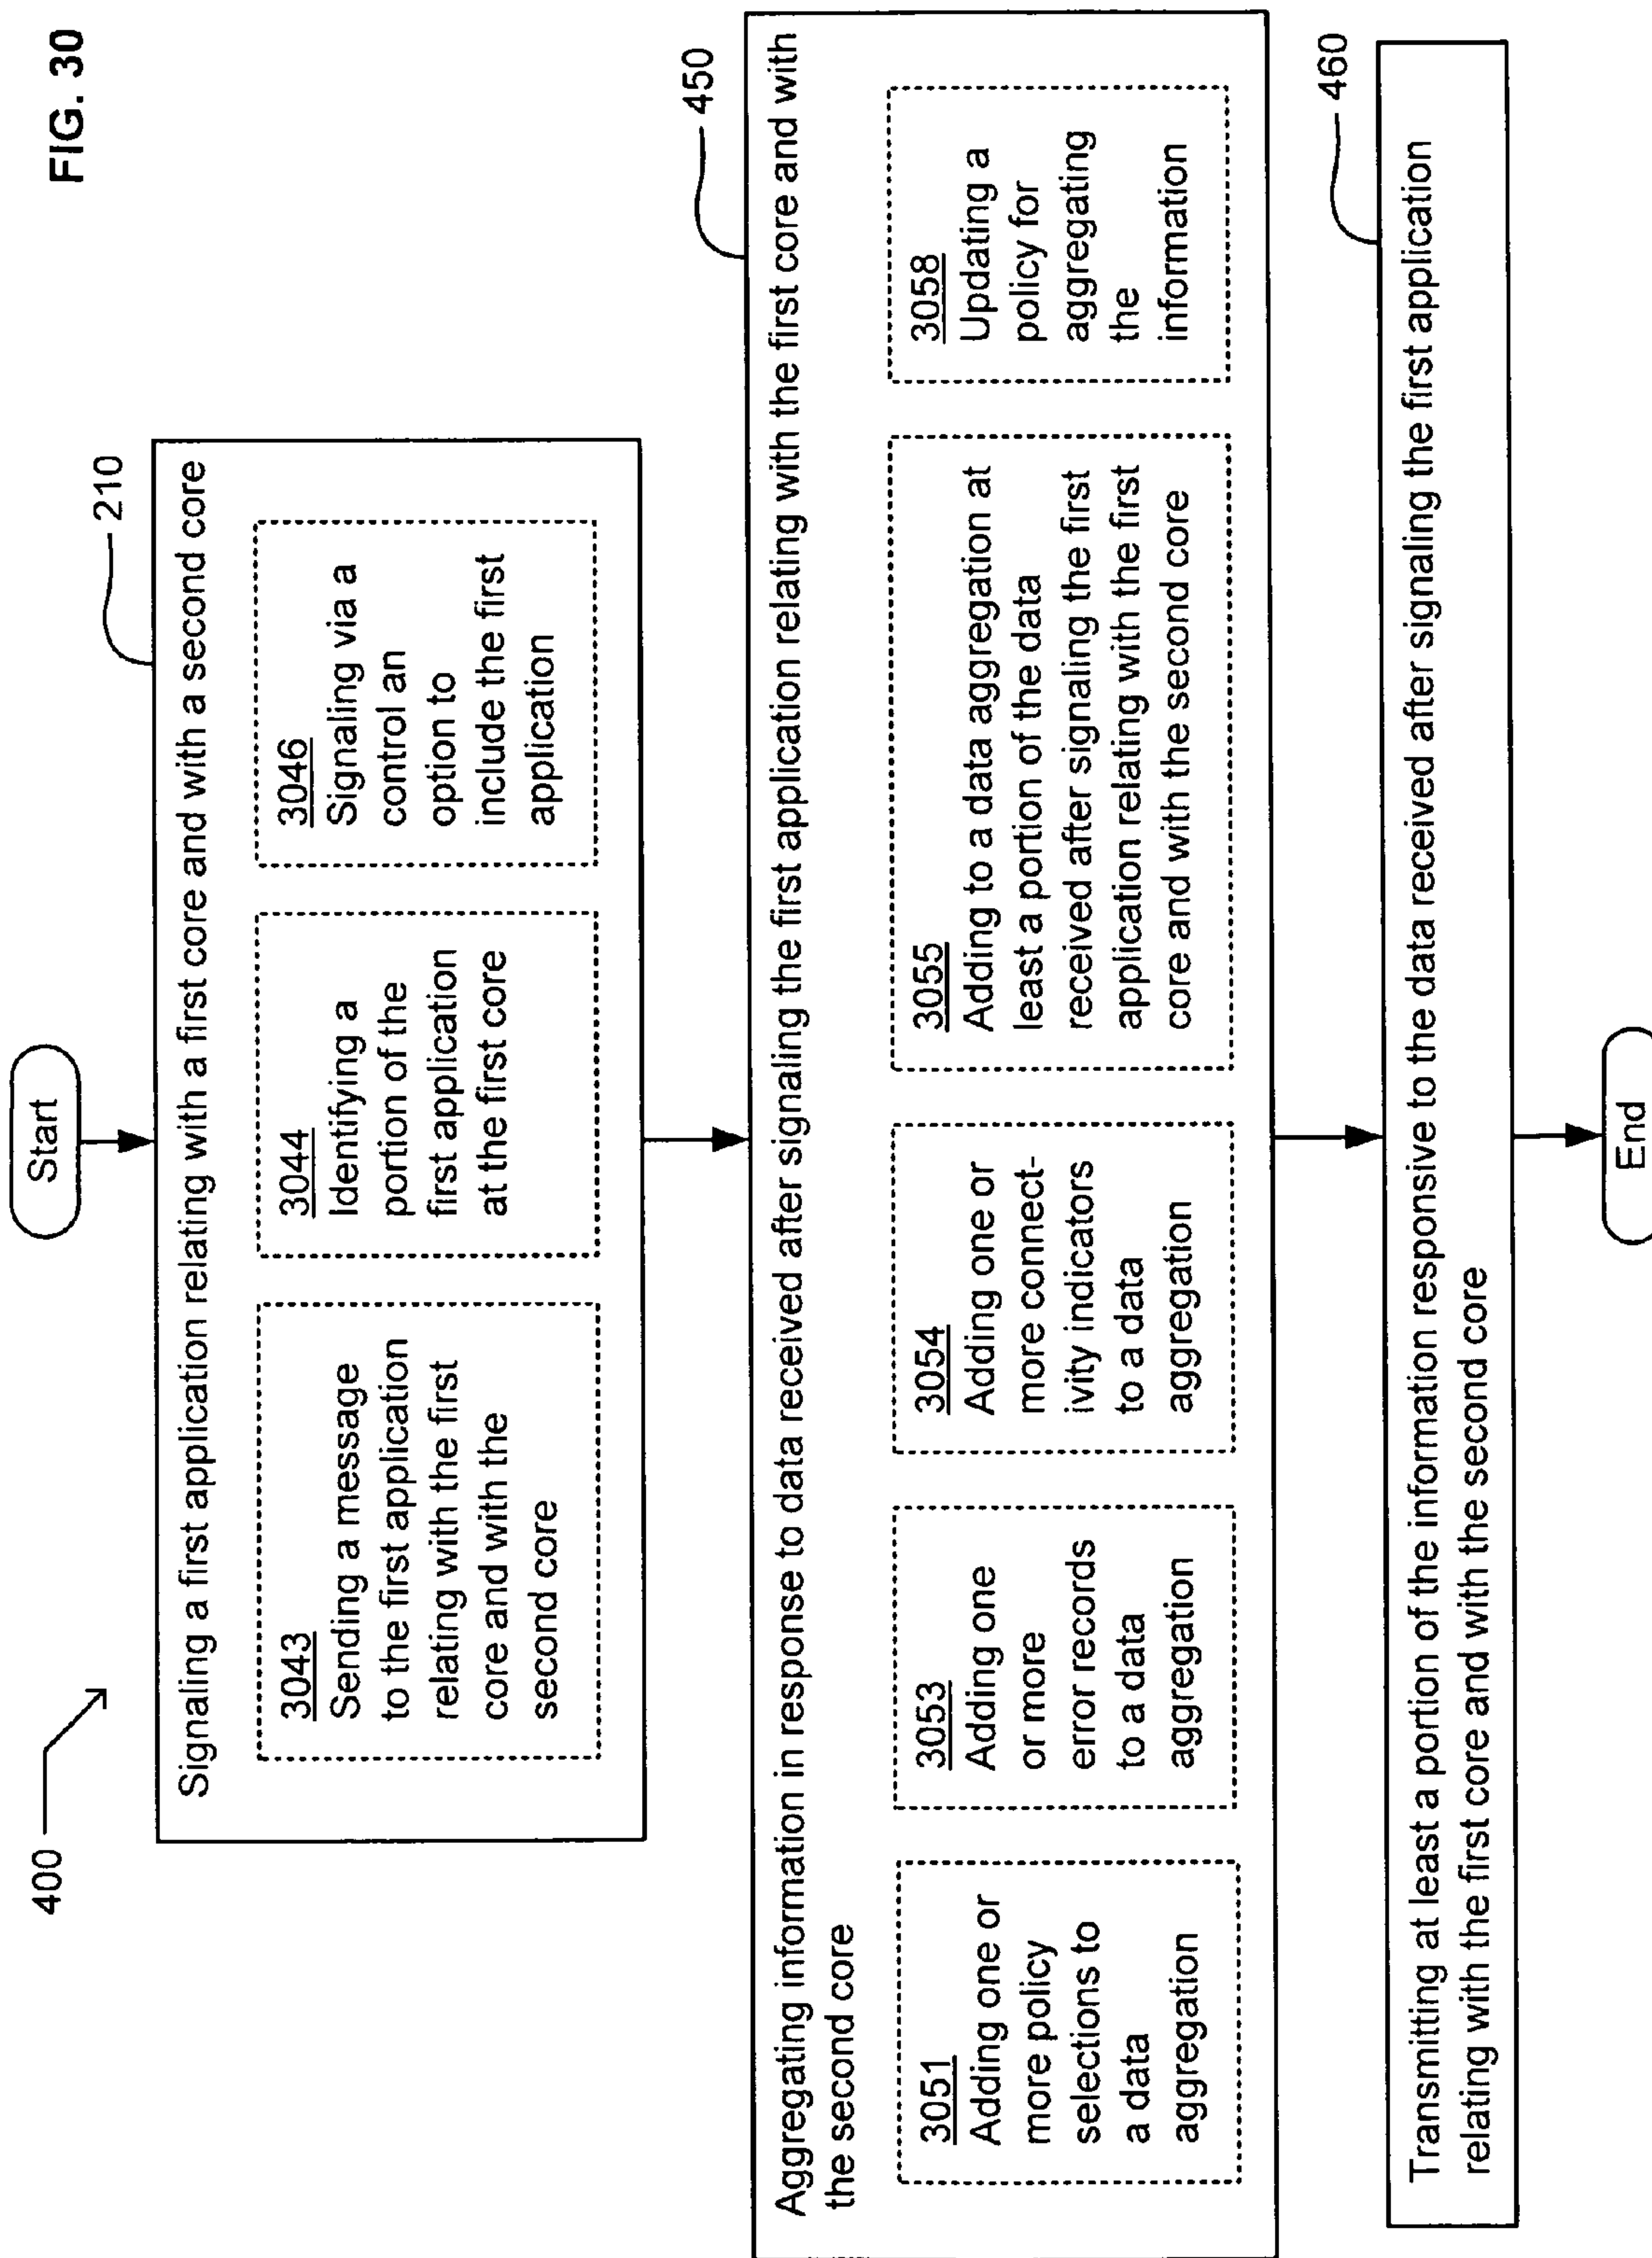 FIG. 30
400
Start
210
Signaling a first application relating with a first core and with a second core
3043
Sending a message
to the first application
relating with the first
core and with the
second core
3044
Identifying a
portion of the
first application
at the first core
3046
Signaling via a
control an
option to
include the first
application
450
Aggregating information in response to data received after signaling the first application relating with the first core and with
the second core
3051
Adding one or
more policy
selections to
a data
aggregation
3053
Adding one
or more
error records
to a data
aggregation
3054
Adding one or
more connect-
ivity indicators
to a data
aggregation
3055
Adding to a data aggregation at
least a portion of the data
received after signaling the first
application relating with the first
core and with the second core
3058
Updating a
policy for
aggregating
the
information
460
Transmitting at least a portion of the information responsive to the data received after signaling the first application
relating with the first core and with the second core
End